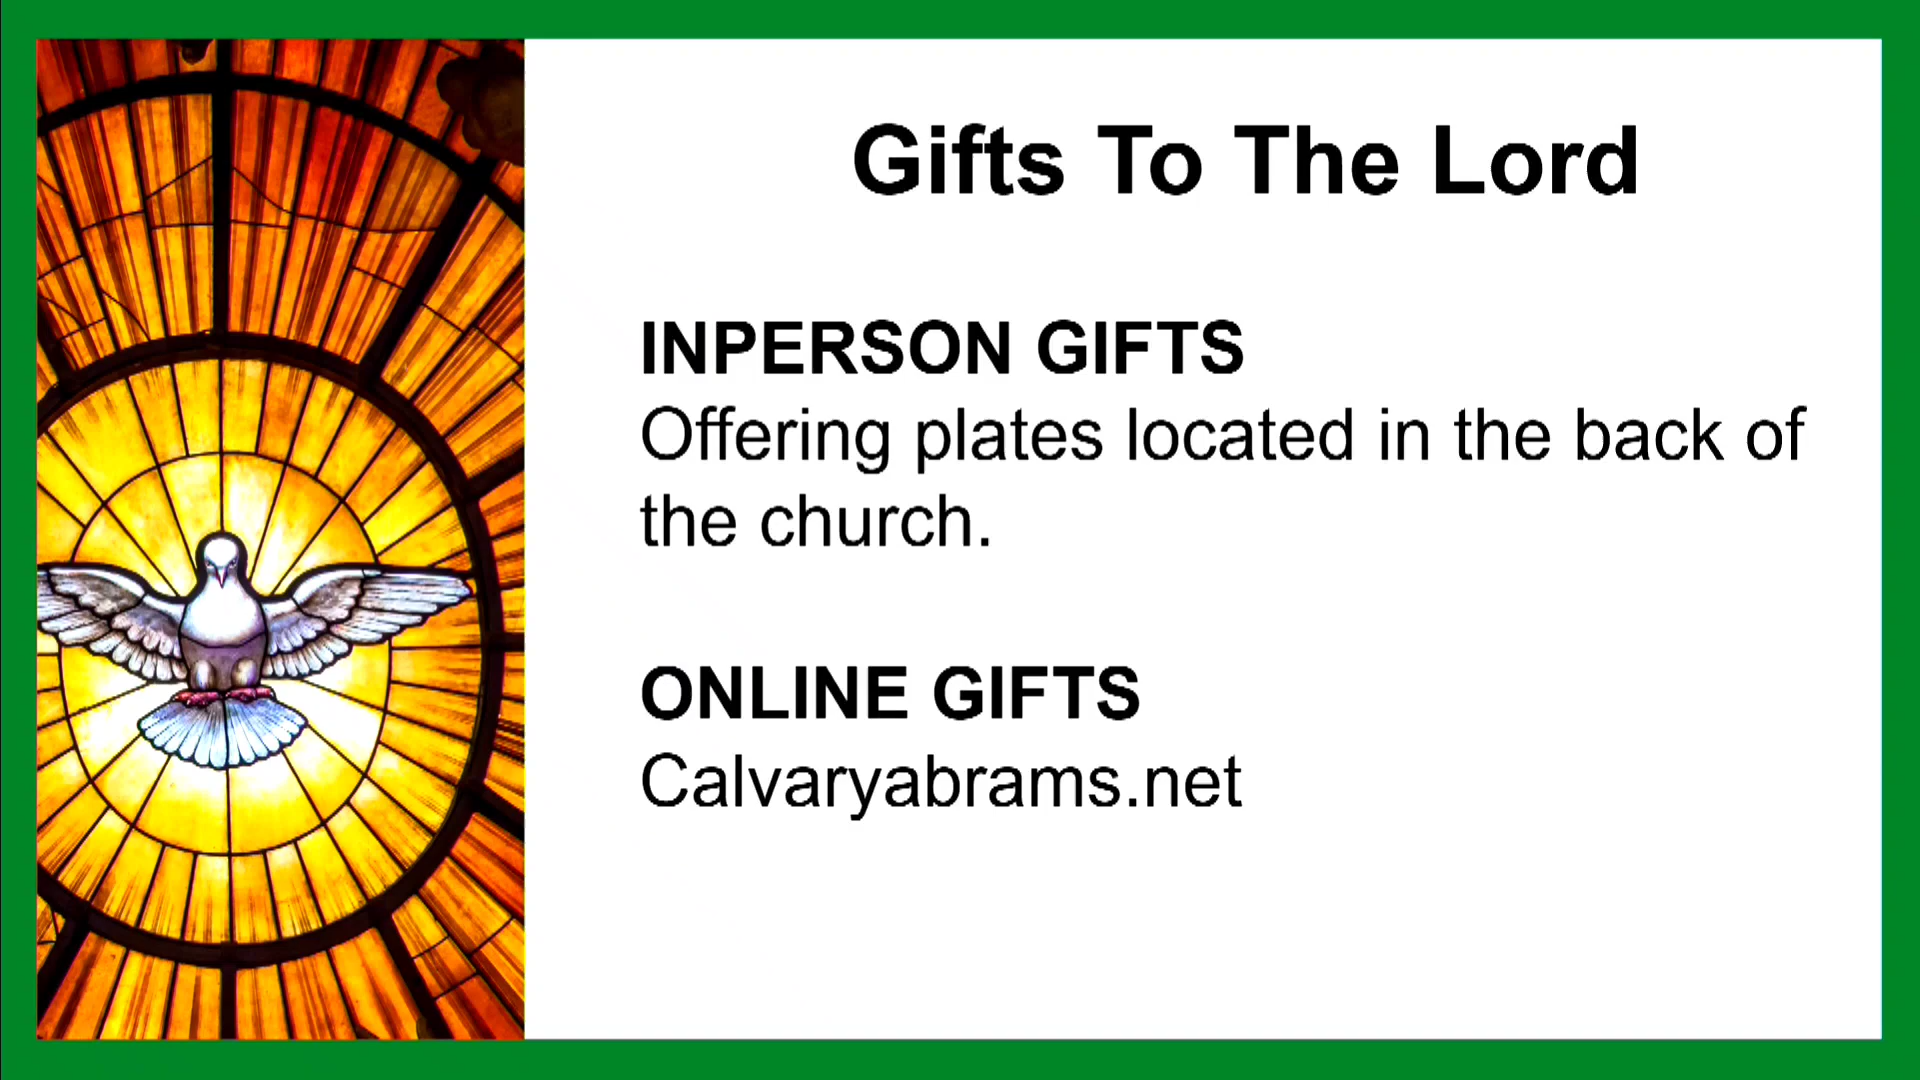 Gifts To The Lord
INPERSON GIFTS
Offering plates located in the back of
the church.
ONLINE GIFTS
Calvaryabrams.net